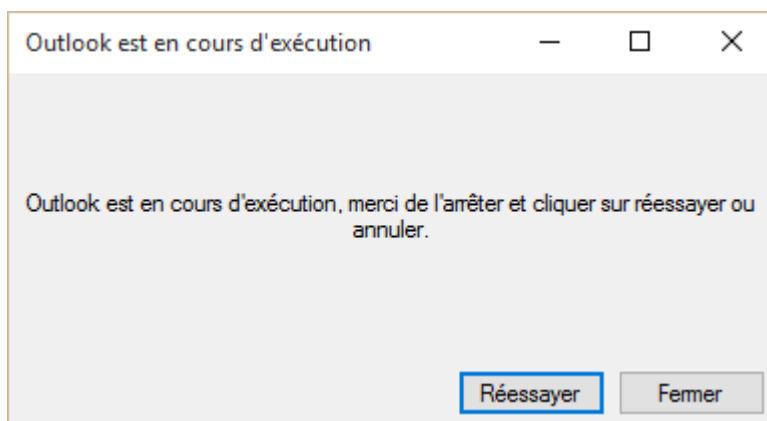 Outlook est en cours d'exécution
Outlook est en cours d'exécution, merci de l'arrêter et cliquer sur réessayer ou
annuler.
Réessayer Fermer